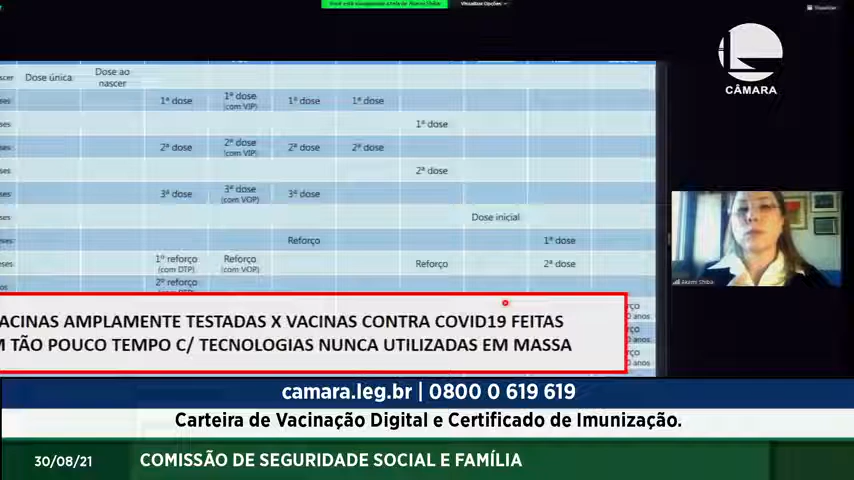 Visualizar Opções
CÂMARA
Dose única
Dose ao
nascer
1ª dose
1ª dose
(com VIP)
1ª dose
1ª dose
1ª dose
2ª dose
2ª dose
(com VIP)
2ª dose
2ª dose
2ª dose
3ª dose
3ª dose
(com VOP)
3ª dose
Dose inicial
Reforço
1ª dose
1º reforço
(com DTP)
Reforço
(com VOP)
Reforço
2ª dose
2º reforço
Akemi Shiba
ACINAS AMPLAMENTE TESTADAS X VACINAS CONTRA COVID19 FEITAS
M TÃO POUCO TEMPO C/ TECNOLOGIAS NUNCA UTILIZADAS EM MASSA
camara.leg.br | 0800 0 619 619
Carteira de Vacinação Digital e Certificado de Imunização.
30/08/21
COMISSÃO DE SEGURIDADE SOCIAL E FAMÍLIA